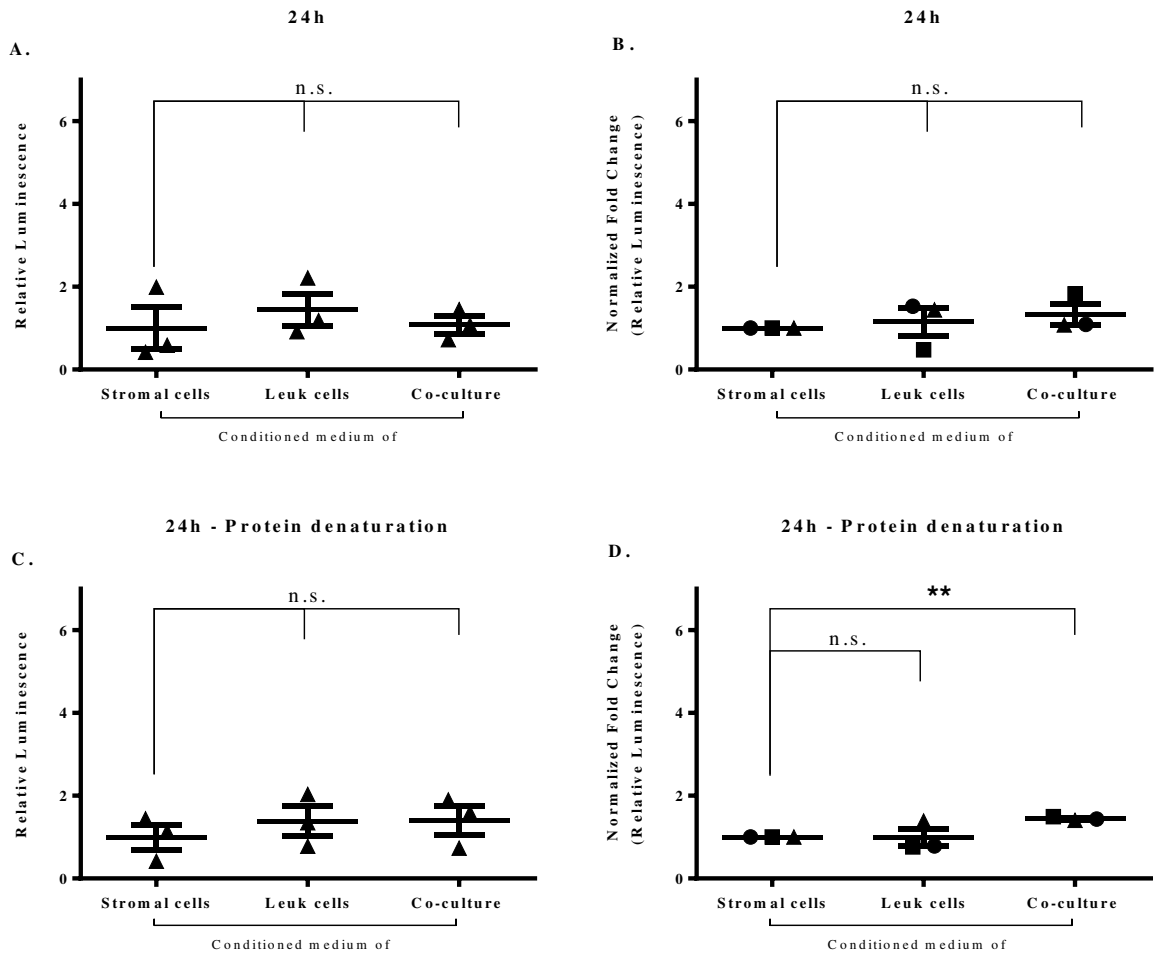 24h
A.
n.s.
Relative Luminescence
6
4
2
0
Stromal cells Leuk cells Co-culture
Conditioned medium of
24h
B.
n.s.
Normalized Fold Change
(Relative Luminescence)
6
4
2
0
Stromal cells Leuk cells Co-culture
Conditioned medium of
24h - Protein denaturation
C.
n.s.
Relative Luminescence
6
4
2
0
Stromal cells Leuk cells Co-culture
Conditioned medium of
24h - Protein denaturation
D.
**
n.s.
Normalized Fold Change
(Relative Luminescence)
6
4
2
0
Stromal cells Leuk cells Co-culture
Conditioned medium of